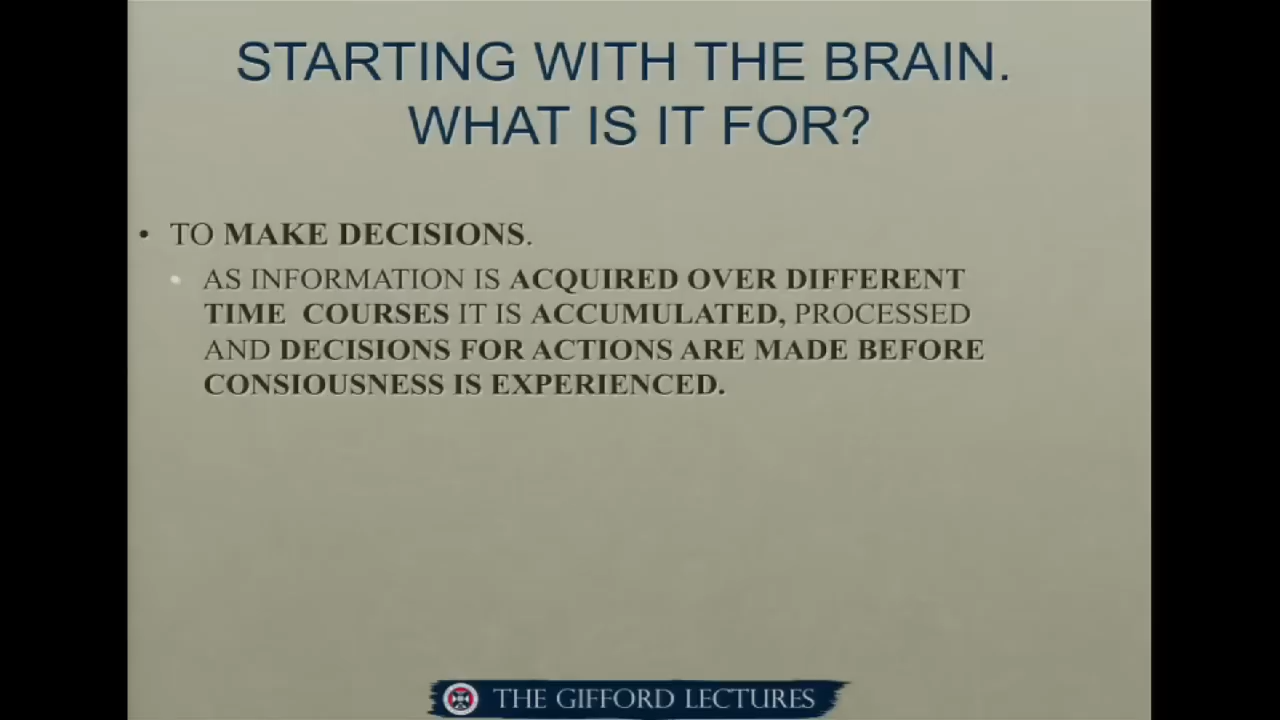 STARTING WITH THE BRAIN.
WHAT IS IT FOR?
• TO MAKE DECISIONS.
• AS INFORMATION IS ACQUIRED OVER DIFFERENT
TIME COURSES IT IS ACCUMULATED, PROCESSED
AND DECISIONS FOR ACTIONS ARE MADE BEFORE
CONSIOUSNESS IS EXPERIENCED.
THE GIFFORD LECTURES